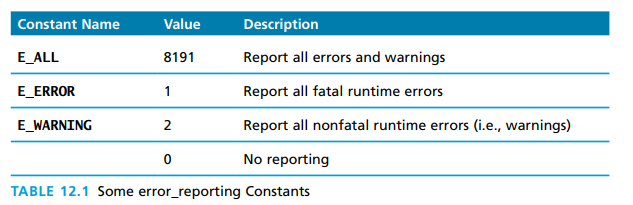 Constant Name Value Description
E_ALL 8191 Report all errors and warnings
E_ERROR 1 Report all fatal runtime errors
E_WARNING 2 Report all nonfatal runtime errors (i.e., warnings)
0 No reporting
TABLE 12.1 Some error_reporting Constants